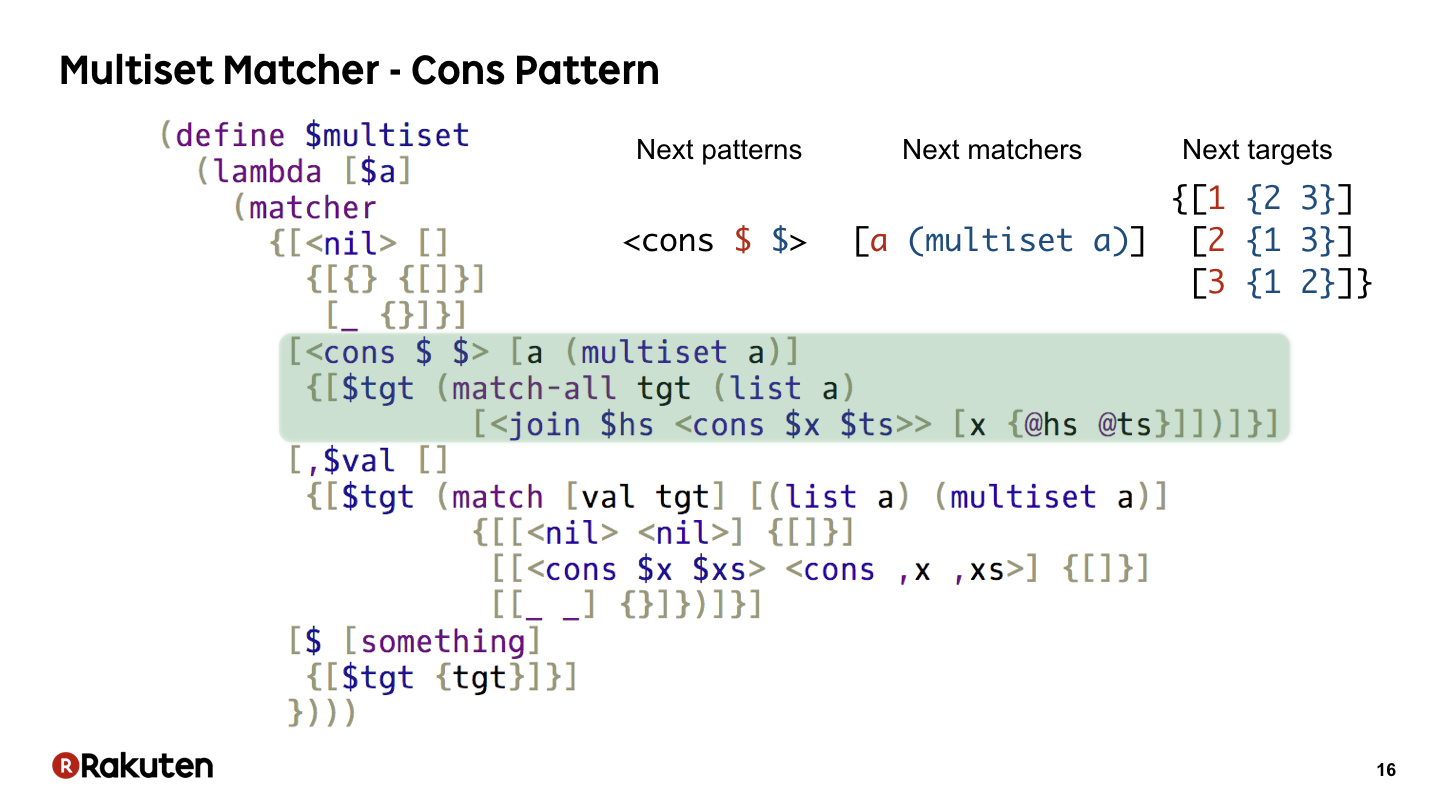 Multiset Matcher - Cons Pattern
(define $multiset
(lambda [$a]
(matcher
{[<nil> []
{[{} {[]}]
[_ {}]}]
[<cons $ $> [a (multiset a)]
{[$tgt (match-all tgt (list a)
[<join $hs <cons $x $ts>> [x {@hs @ts}]])]}]
[,$val []
{[$tgt (match [val tgt] [(list a) (multiset a)]
{[[<nil> <nil>] {[]}]
[[<cons $x $xs> <cons ,x ,xs>] {[]}]
[[_ _] {}]})]}]
[$ [something]
{[$tgt {tgt}]}]
})))
Next patterns
<cons $ $>
Next matchers
[a (multiset a)]
Next targets
{[1 {2 3}]
[2 {1 3}]
[3 {1 2}]}
R Rakuten
16